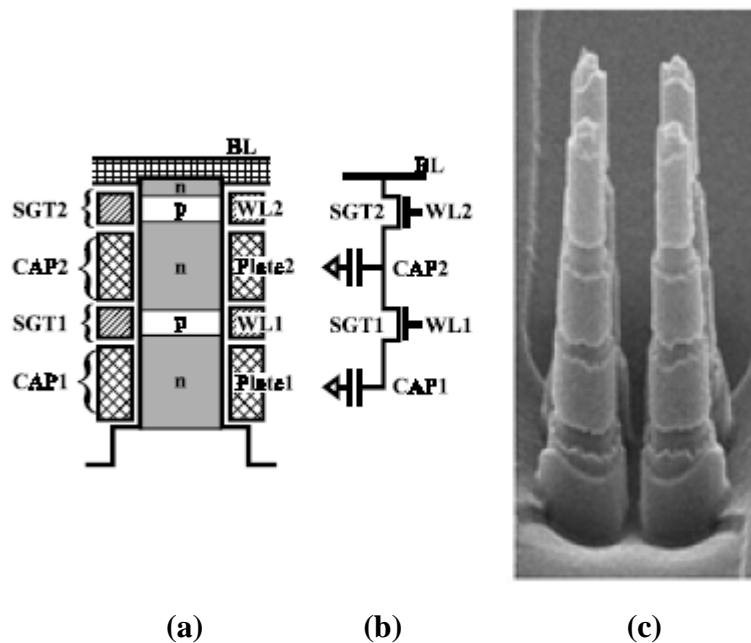 BL
n
SGT2 p WL2
CAP2 n Plate2
SGT1 p WL1
CAP1 n Plate1
BL
SGT2 WL2
CAP2
SGT1 WL1
CAP1
(a) (b) (c)